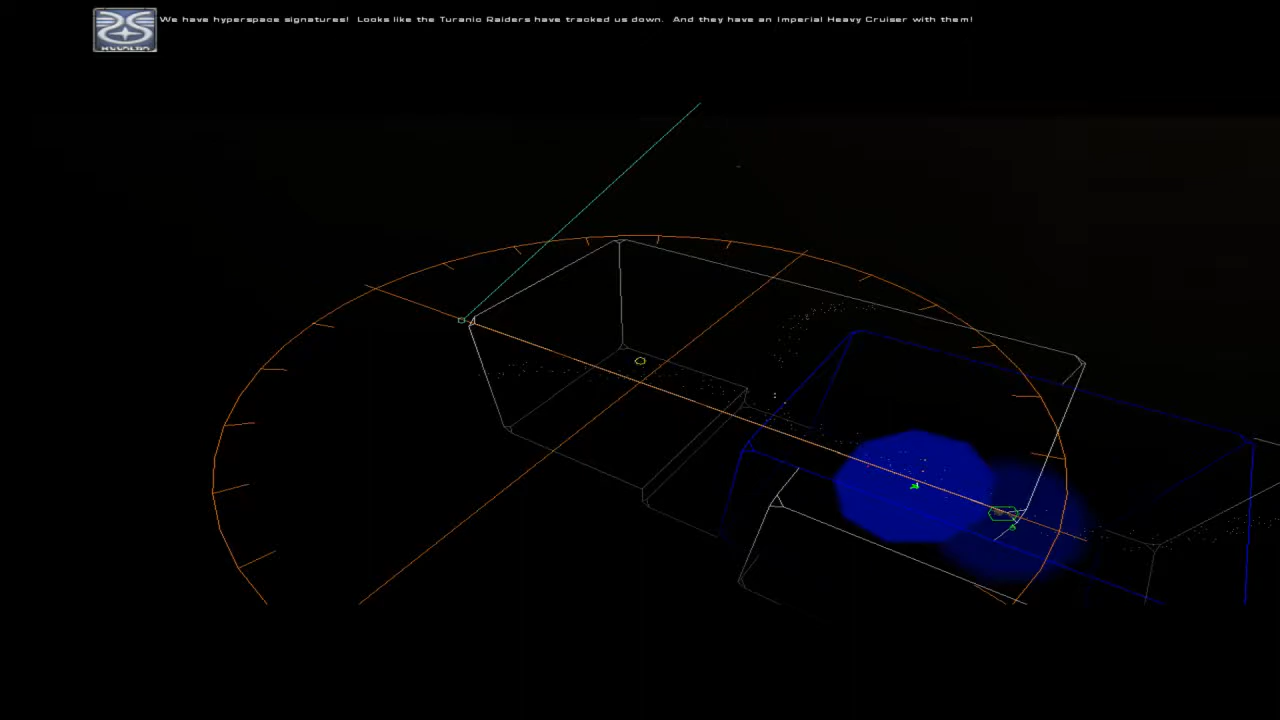 We have hyperspace signatures!  Looks like the Turanic Raiders have tracked us down.  And they have an Imperial Heavy Cruiser with them!